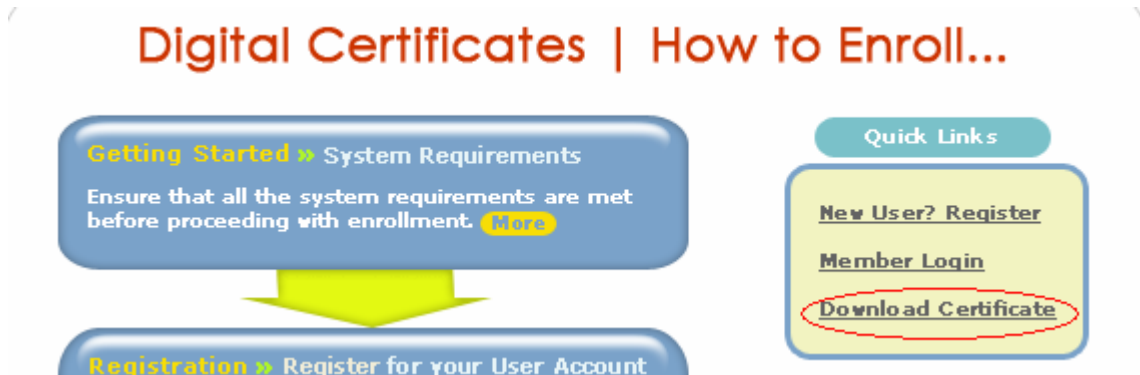 Digital Certificates | How to Enroll...
Getting Started » System Requirements
Ensure that all the system requirements are met
before proceeding with enrollment. More
Registration » Register for your User Account
Quick Links
New User? Register
Member Login
Download Certificate